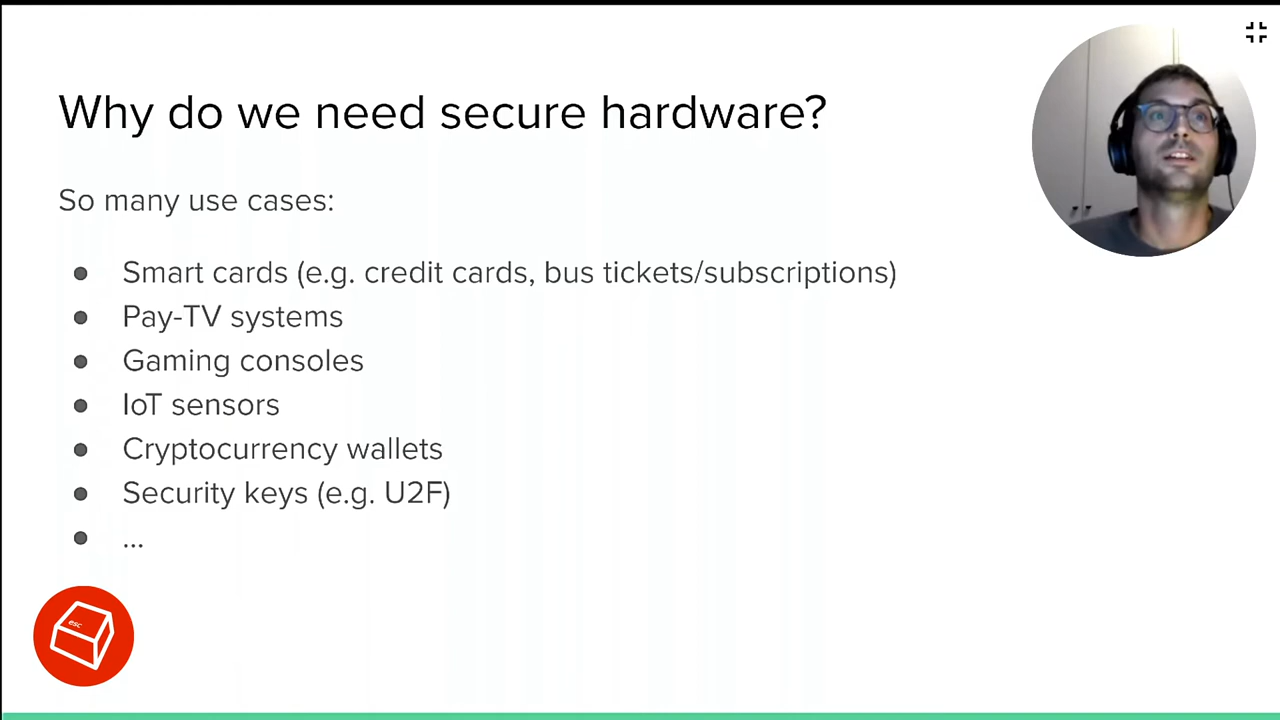 Why do we need secure hardware?
So many use cases:
● Smart cards (e.g. credit cards, bus tickets/subscriptions)
● Pay-TV systems
● Gaming consoles
● IoT sensors
● Cryptocurrency wallets
● Security keys (e.g. U2F)
● ...
esc